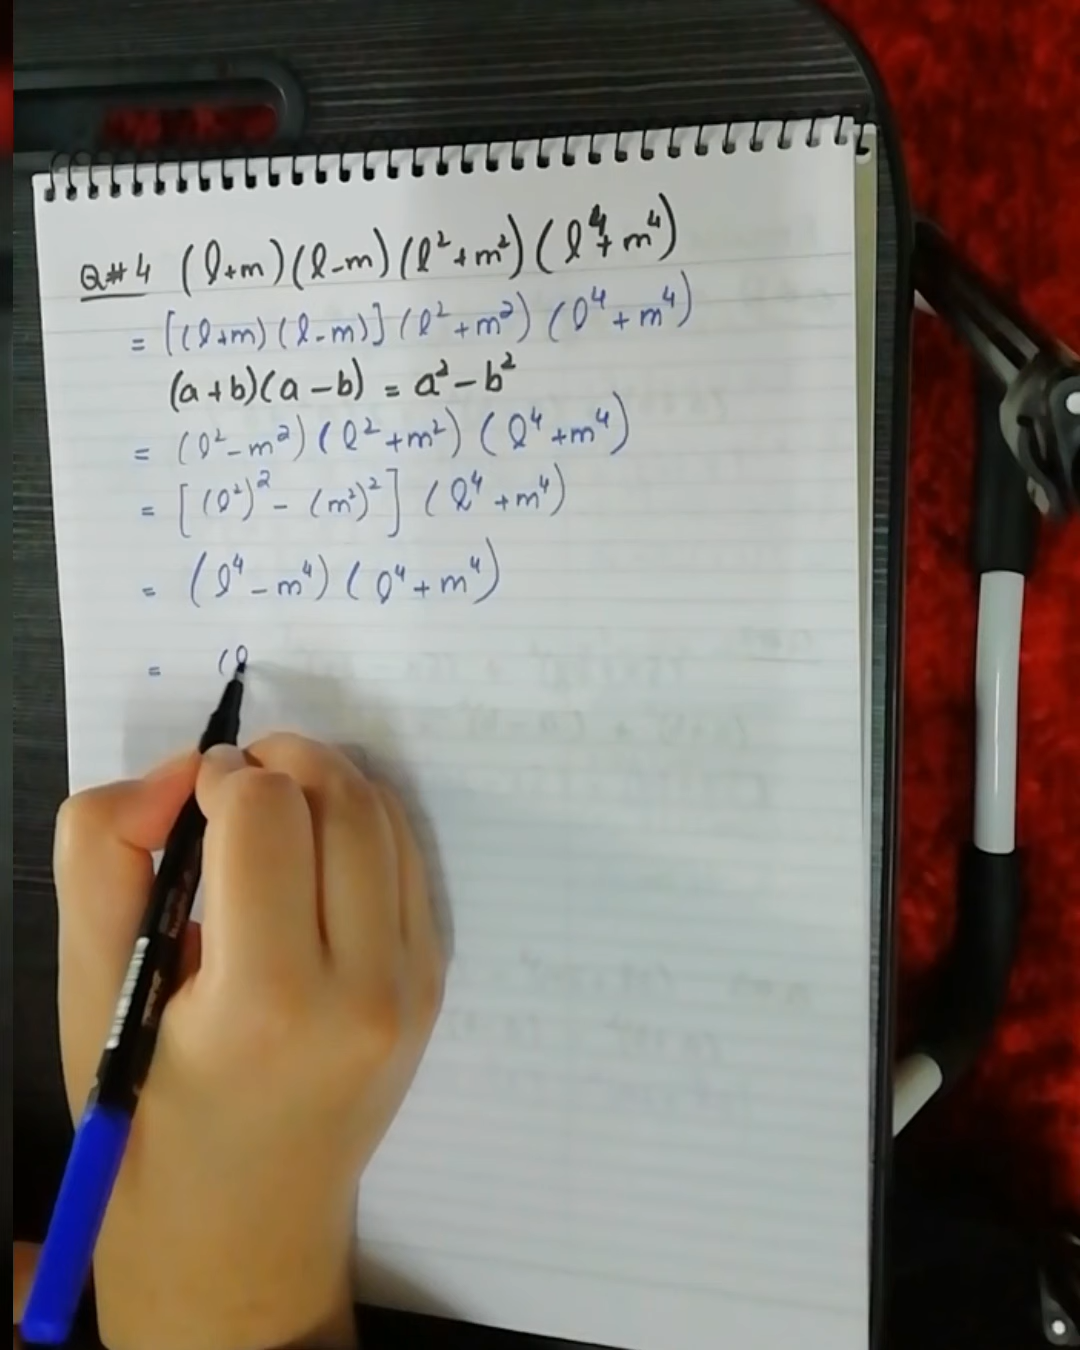 Q#4 (l+m)(l-m)(l²+m²)(l⁴+m⁴)
= [(l+m)(l-m)](l²+m²)(l⁴+m⁴)
(a+b)(a-b) = a²-b²
= (l²-m²)(l²+m²)(l⁴+m⁴)
= [(l²)²-(m²)²](l⁴+m⁴)
= (l⁴-m⁴)(l⁴+m⁴)
= (l